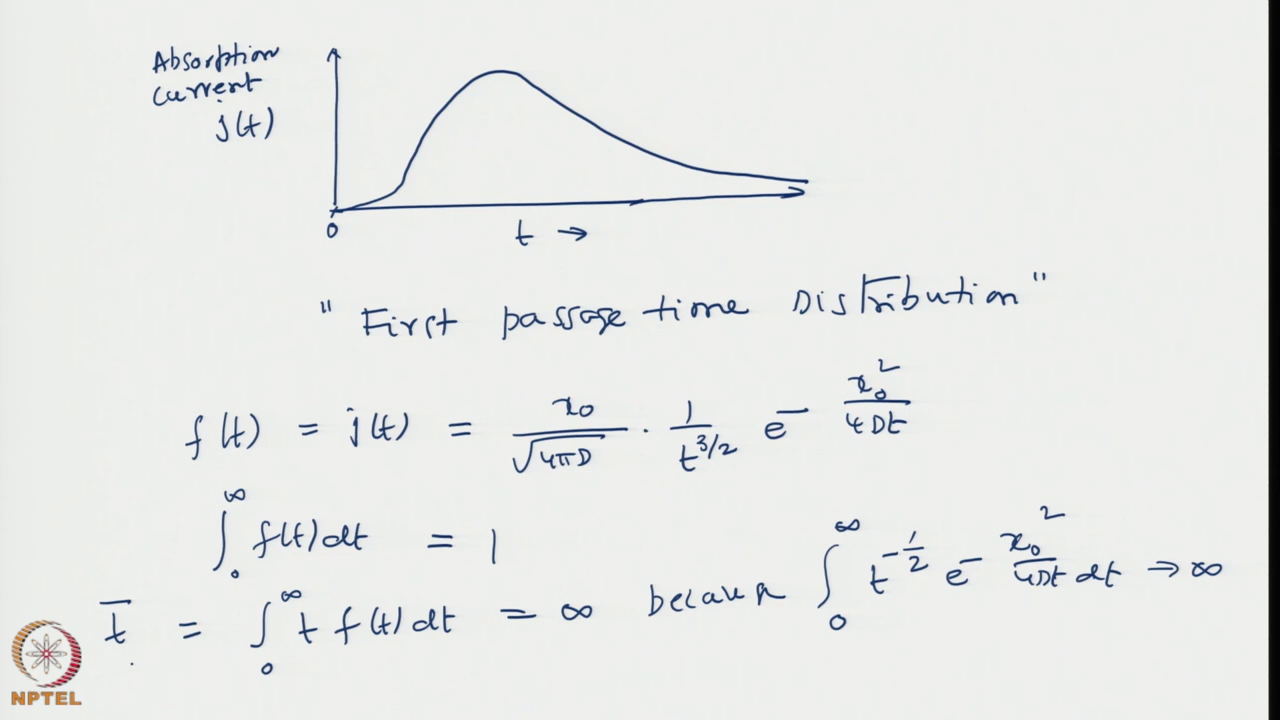 Absorption
current
j(t)
0
t →
" First passage time Distribution "
f(t) = j(t) = x₀/√(4πD) · 1/t^(3/2) e^(- x₀²/4Dt)
∫₀^∞ f(t) dt = 1
t̄ = ∫₀^∞ t f(t) dt = ∞ because ∫₀^∞ t^(-1/2) e^(- x₀²/4Dt) dt ⇒ ∞
NPTEL